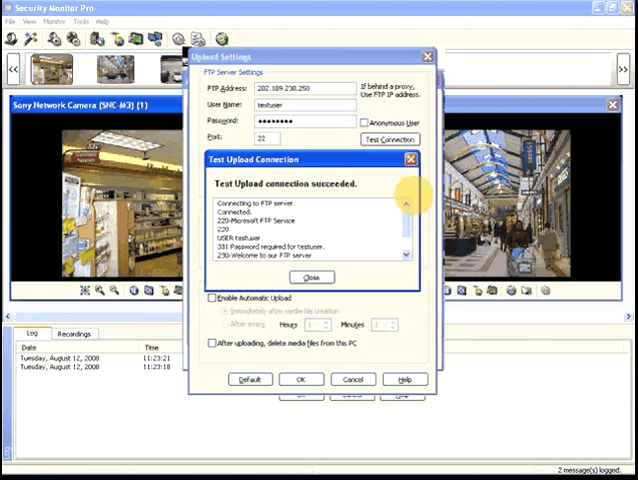 Security Monitor Pro
File View Monitor Tools Help
Upload Settings
FTP Server Settings
FTP Address: 202.189.238.250
If behind a proxy,
Use FTP IP address.
User Name: testuser
Password: ••••••••
Anonymous User
Port: 22
Test Connection
Sony Network Camera (SNC-M3) (1)
Test Upload Connection
Test Upload connection succeeded.
Connecting to FTP server
Connected.
220-Microsoft FTP Service
220
USER testuser
331 Password required for testuser.
230-Welcome to our FTP server
Close
Enable Automatic Upload
Immediately after media file creation
After every Hours 1 Minutes 1
After uploading, delete media files from this PC
Default OK Cancel Help
Log Recordings
Date Time
Tuesday, August 12, 2008 11:23:21
Tuesday, August 12, 2008 11:23:18
2 message(s) logged.